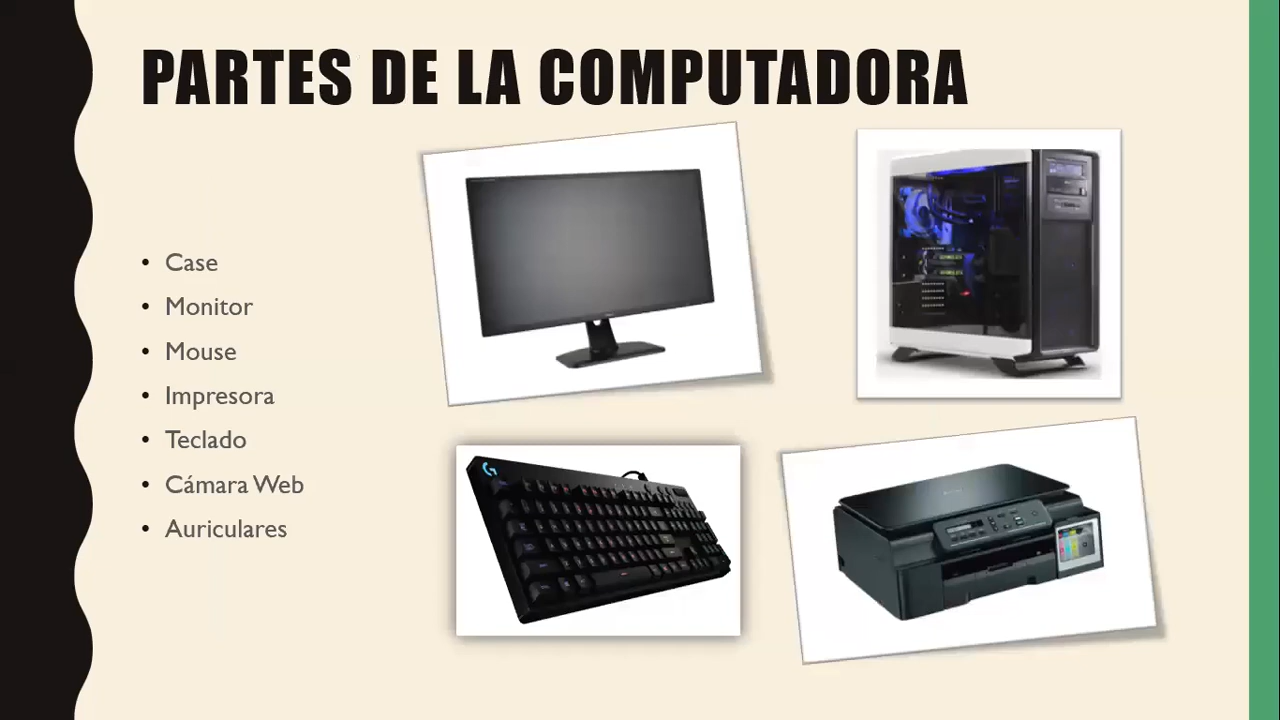 PARTES DE LA COMPUTADORA
• Case
• Monitor
• Mouse
• Impresora
• Teclado
• Cámara Web
• Auriculares